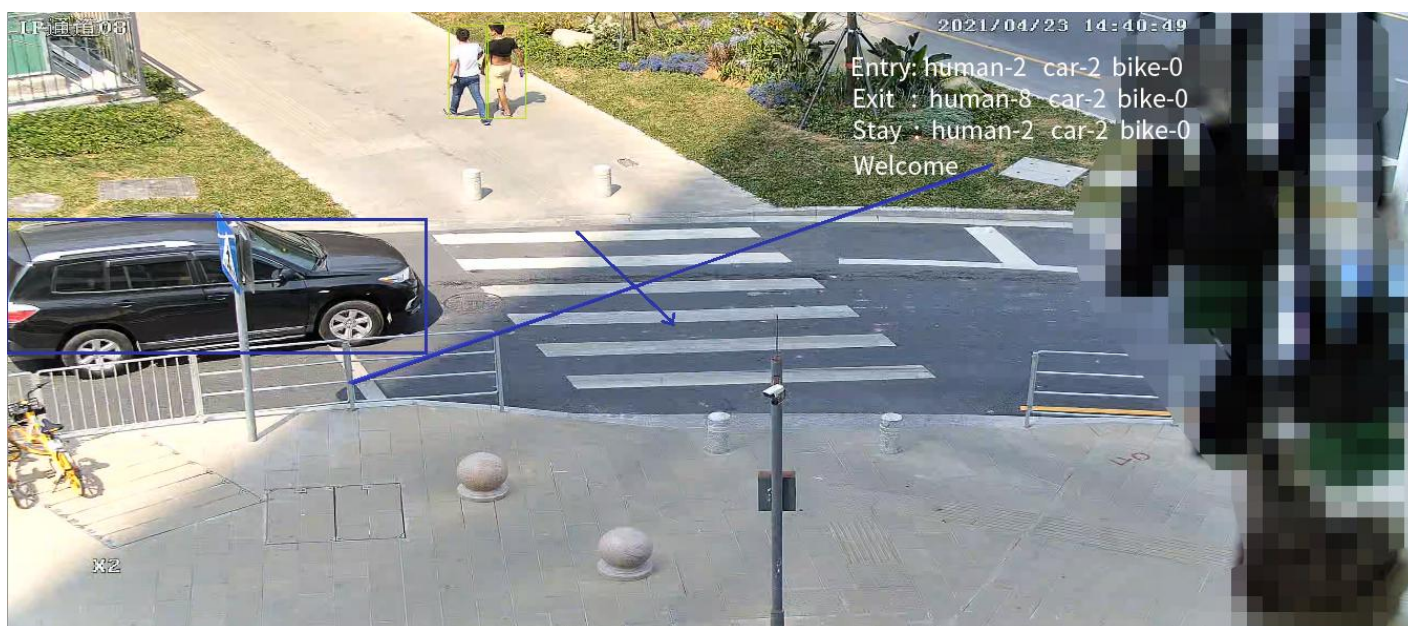 IP通道03
2021/04/23 14:40:49
Entry: human-2 car-2 bike-0
Exit : human-8 car-2 bike-0
Stay : human-2 car-2 bike-0
Welcome
X2